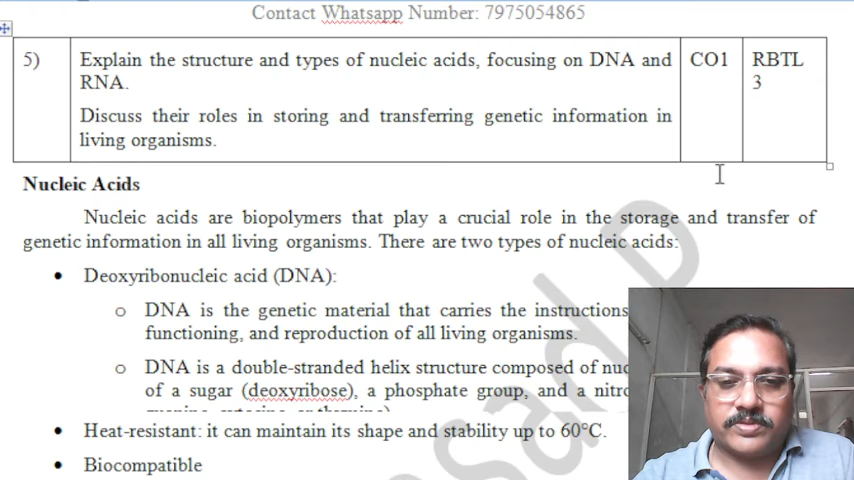 Contact Whatsapp Number: 7975054865
5) Explain the structure and types of nucleic acids, focusing on DNA and CO1 RBTL
RNA. 3
Discuss their roles in storing and transferring genetic information in
living organisms.
Nucleic Acids
Nucleic acids are biopolymers that play a crucial role in the storage and transfer of
genetic information in all living organisms. There are two types of nucleic acids:
• Deoxyribonucleic acid (DNA):
o DNA is the genetic material that carries the instructions
functioning, and reproduction of all living organisms.
o DNA is a double-stranded helix structure composed of nuc
of a sugar (deoxyribose), a phosphate group, and a nitro
• Heat-resistant: it can maintain its shape and stability up to 60°C.
• Biocompatible